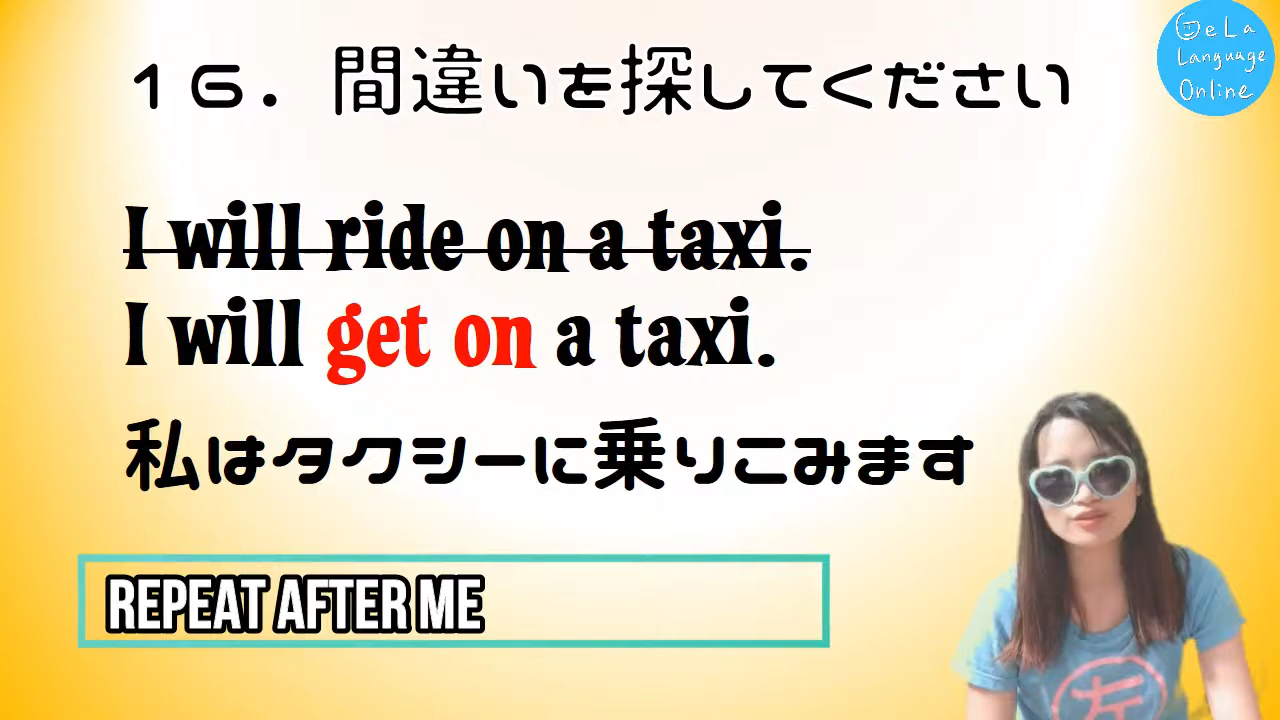 16. 間違いを探してください
GeLa
Language
Online
I will ride on a taxi.
I will get on a taxi.
私はタクシーに乗りこみます
REPEAT AFTER ME
左